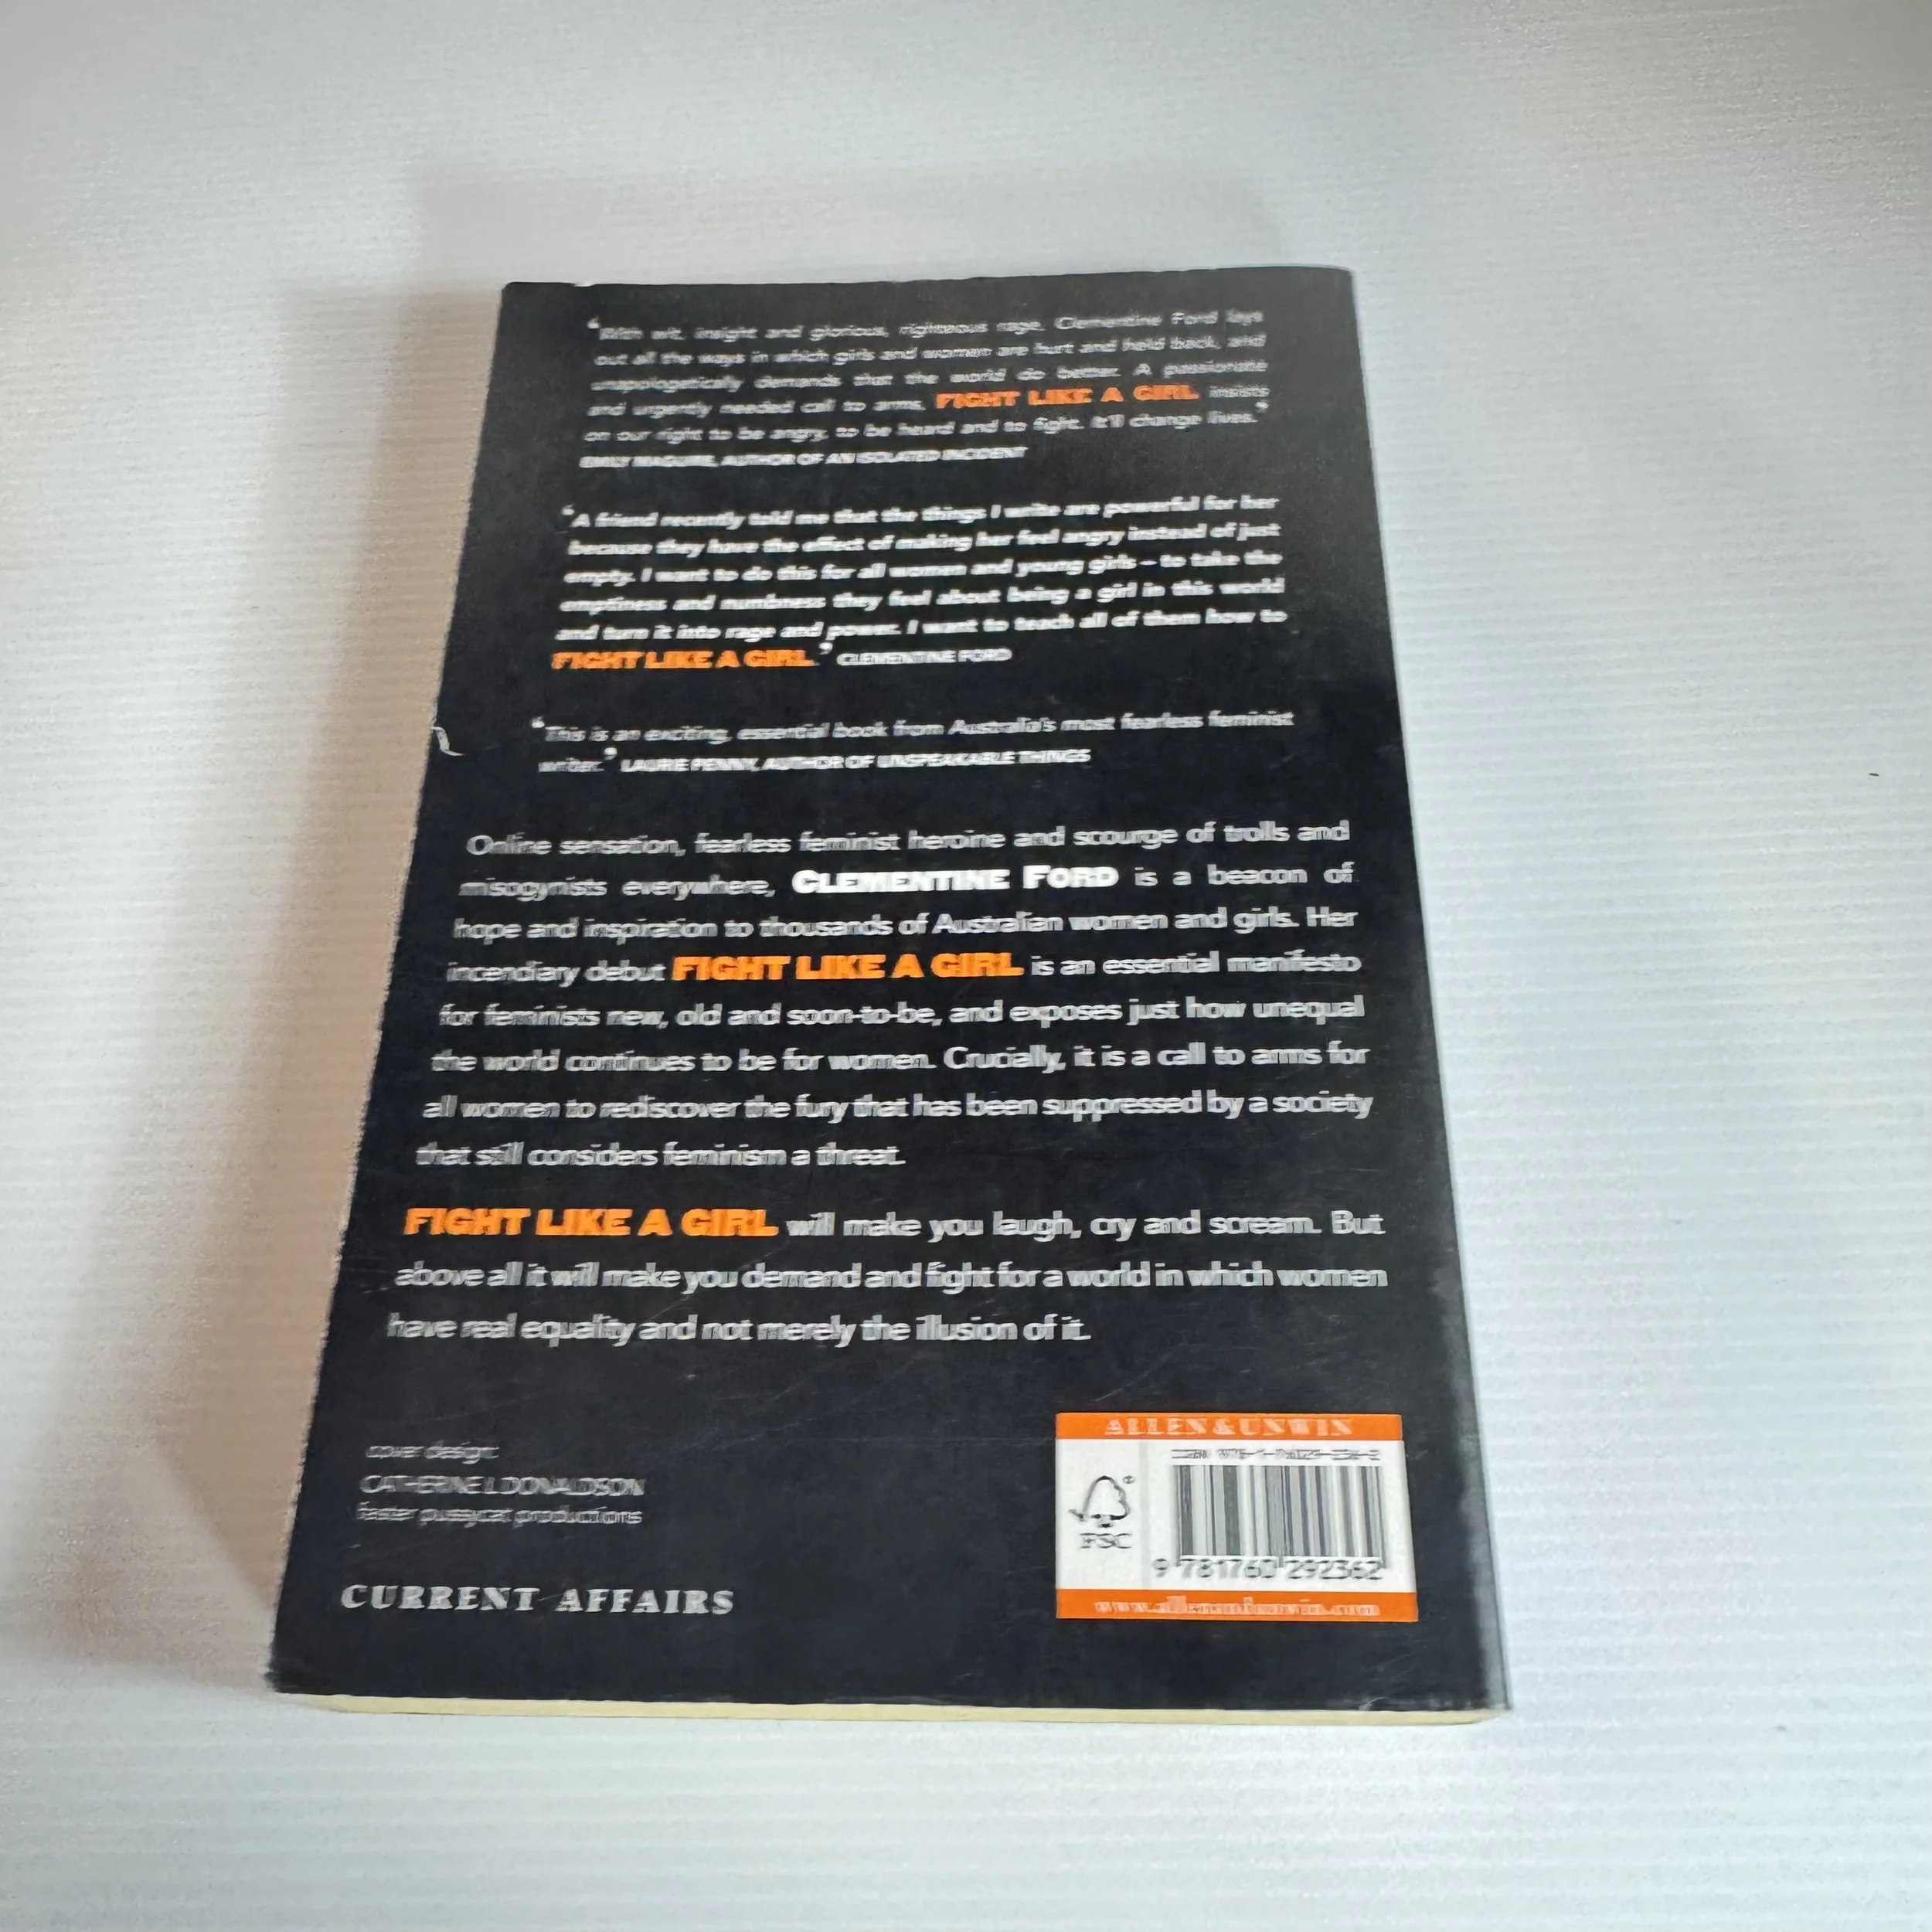 ‘With wit, insight and glorious, righteous rage. Clementine Ford lays
out all the ways in which girls and women are hurt and held back, and
unapologetically demands that the world do better. A passionate
and urgently needed call to arms, FIGHT LIKE A GIRL insists
on our right to be angry, to be heard and to fight. It'll change lives.’
EMILY MAGUIRE, AUTHOR OF AN ISOLATED INCIDENT
‘A friend recently told me that the things I write are powerful for her
because they have the effect of making her feel angry instead of just
empty. I want to do this for all women and young girls – to take the
emptiness and numbness they feel about being a girl in this world
and turn it into rage and power. I want to teach all of them how to
FIGHT LIKE A GIRL.’ CLEMENTINE FORD
‘This is an exciting, essential book from Australia's most fearless feminist
writer.’ LAURIE PENNY, AUTHOR OF UNSPEAKABLE THINGS
Online sensation, fearless feminist heroine and scourge of trolls and
misogynists everywhere, CLEMENTINE FORD is a beacon of
hope and inspiration to thousands of Australian women and girls. Her
incendiary debut FIGHT LIKE A GIRL is an essential manifesto
for feminists new, old and soon-to-be, and exposes just how unequal
the world continues to be for women. Crucially, it is a call to arms for
all women to rediscover the fury that has been suppressed by a society
that still considers feminism a threat.
FIGHT LIKE A GIRL will make you laugh, cry and scream. But
above all it will make you demand and fight for a world in which women
have real equality and not merely the illusion of it.
cover design:
CATHERINE L DONALDSON
faster pussycat productions
CURRENT AFFAIRS
ALLEN & UNWIN
ISBN 978-1-76029-236-2
FSC
9 781760 292362
www.allenandunwin.com